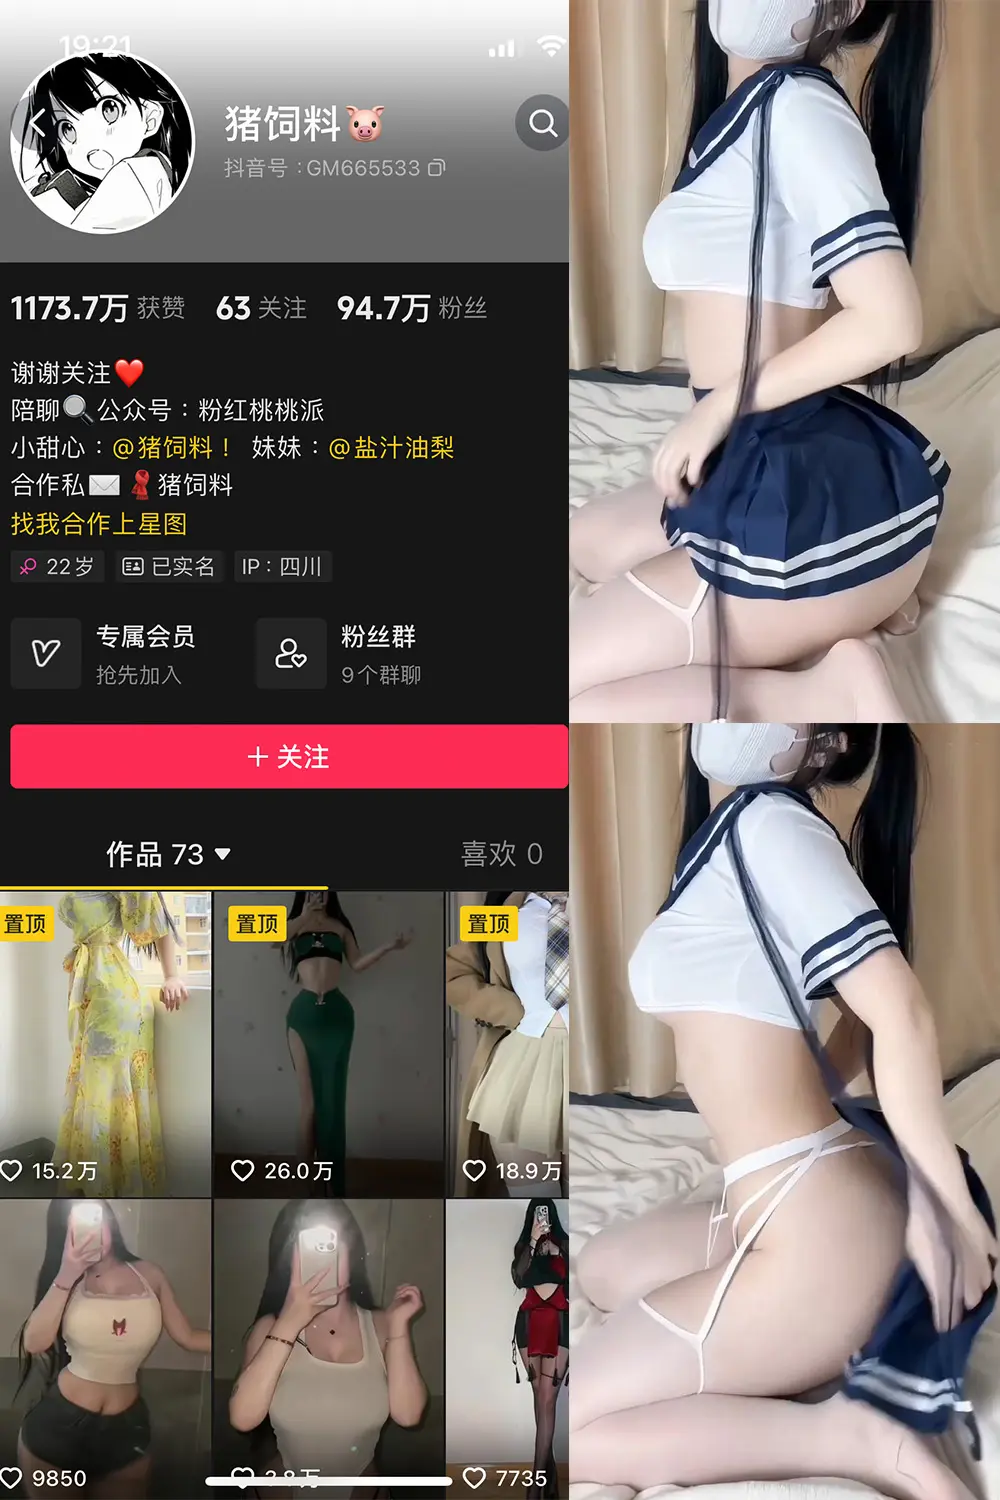 19:21
猪饲料🐷
抖音号：GM665533
1173.7万 获赞 63 关注 94.7万 粉丝
谢谢关注❤️
陪聊🔍公众号：粉红桃桃派
小甜心：@猪饲料！ 妹妹：@盐汁油梨
合作私✉️🧣猪饲料
找我合作上星图
22岁 已实名 IP：四川
专属会员 粉丝群
抢先加入 9个群聊
+ 关注
作品 73 喜欢 0
置顶 置顶 置顶
15.2万 26.0万 18.9万
9850 3.8万 7735